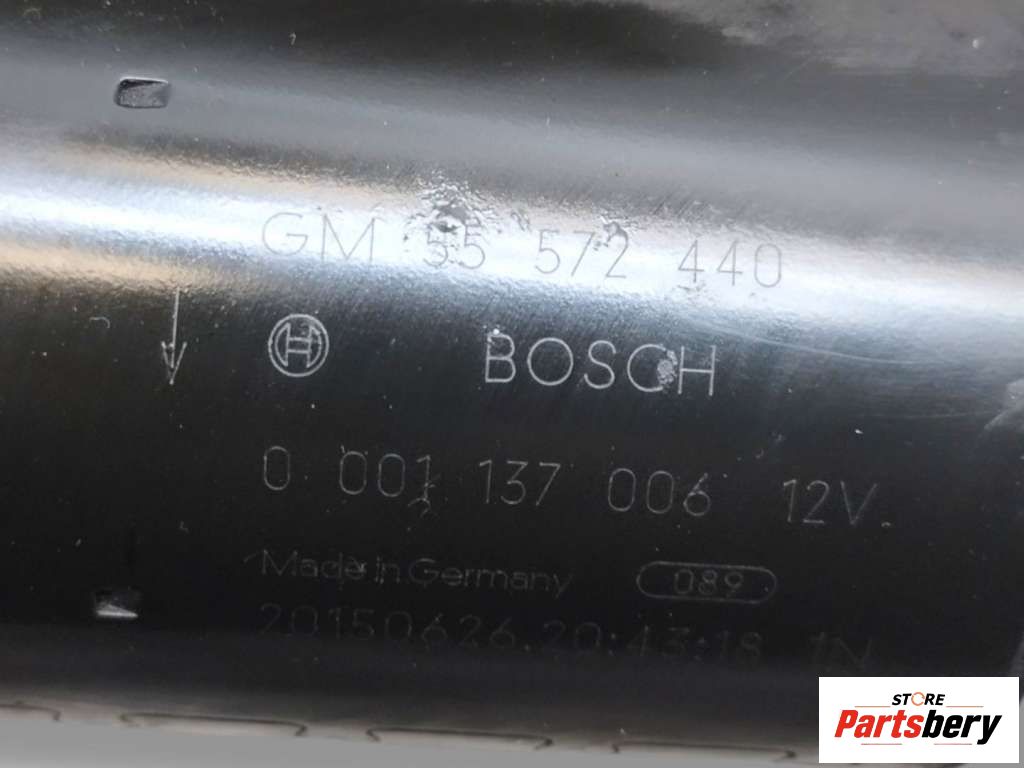 GM 55 572 440
BOSCH
0 001 137 006 12V
Made in Germany 089
20150626.20:43:18 1N
STORE
Partsbery